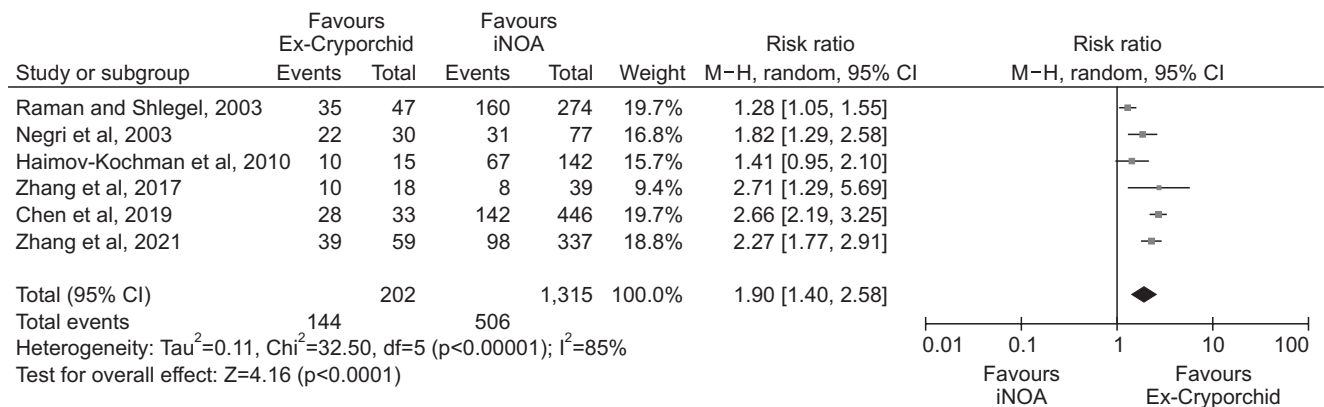 Favours Favours
Ex-Cryporchid iNOA Risk ratio Risk ratio
Study or subgroup Events Total Events Total Weight M−H, random, 95% CI M−H, random, 95% CI
Raman and Shlegel, 2003 35 47 160 274 19.7% 1.28 [1.05, 1.55]
Negri et al, 2003 22 30 31 77 16.8% 1.82 [1.29, 2.58]
Haimov-Kochman et al, 2010 10 15 67 142 15.7% 1.41 [0.95, 2.10]
Zhang et al, 2017 10 18 8 39 9.4% 2.71 [1.29, 5.69]
Chen et al, 2019 28 33 142 446 19.7% 2.66 [2.19, 3.25]
Zhang et al, 2021 39 59 98 337 18.8% 2.27 [1.77, 2.91]
Total (95% CI) 202 1,315 100.0% 1.90 [1.40, 2.58]
Total events 144 506
Heterogeneity: Tau²=0.11, Chi²=32.50, df=5 (p<0.00001); I²=85%
Test for overall effect: Z=4.16 (p<0.0001)
0.01 0.1 1 10 100
Favours Favours
iNOA Ex-Cryporchid